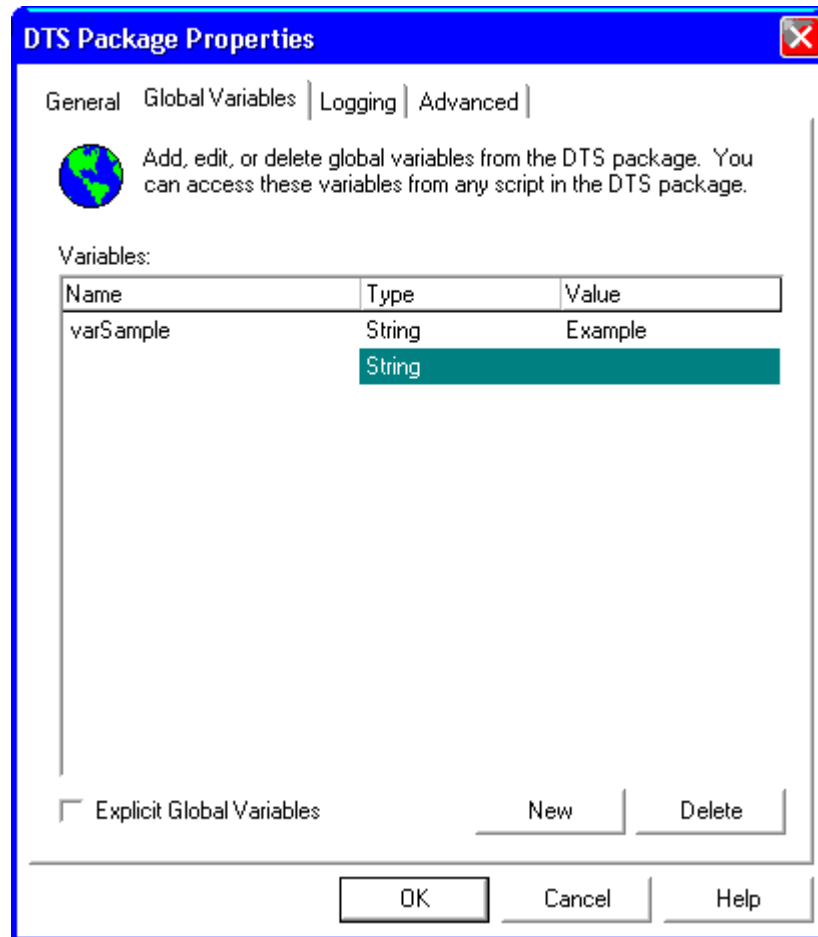 DTS Package Properties
General Global Variables Logging Advanced
Add, edit, or delete global variables from the DTS package. You
can access these variables from any script in the DTS package.
Variables:
Name Type Value
varSample String Example
String
Explicit Global Variables New Delete
OK Cancel Help